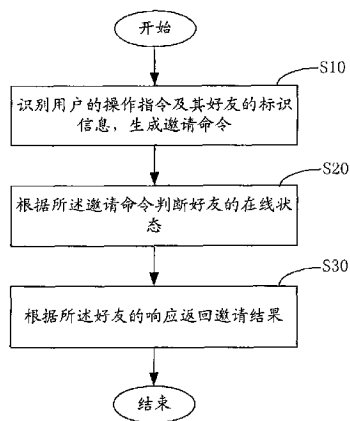 开始
S10
识别用户的操作指令及其好友的标识
信息，生成邀请命令
S20
根据所述邀请命令判断好友的在线状
态
S30
根据所述好友的响应返回邀请结果
结束